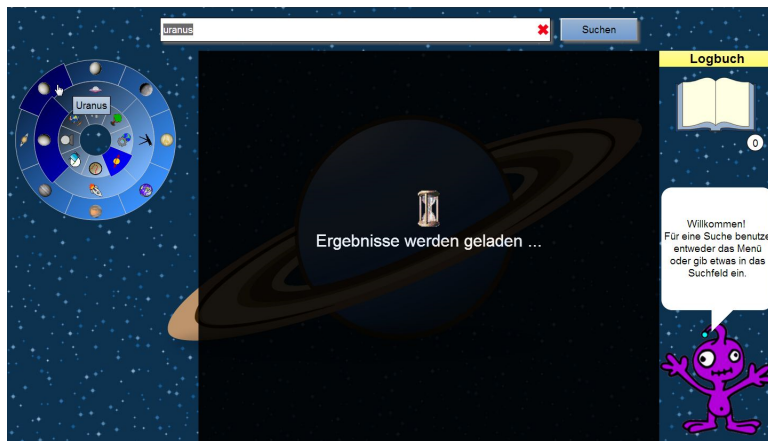 uranus
Suchen
Uranus
Ergebnisse werden geladen ...
Logbuch
0
Willkommen!
Für eine Suche benutze
entweder das Menü
oder gib etwas in das
Suchfeld ein.